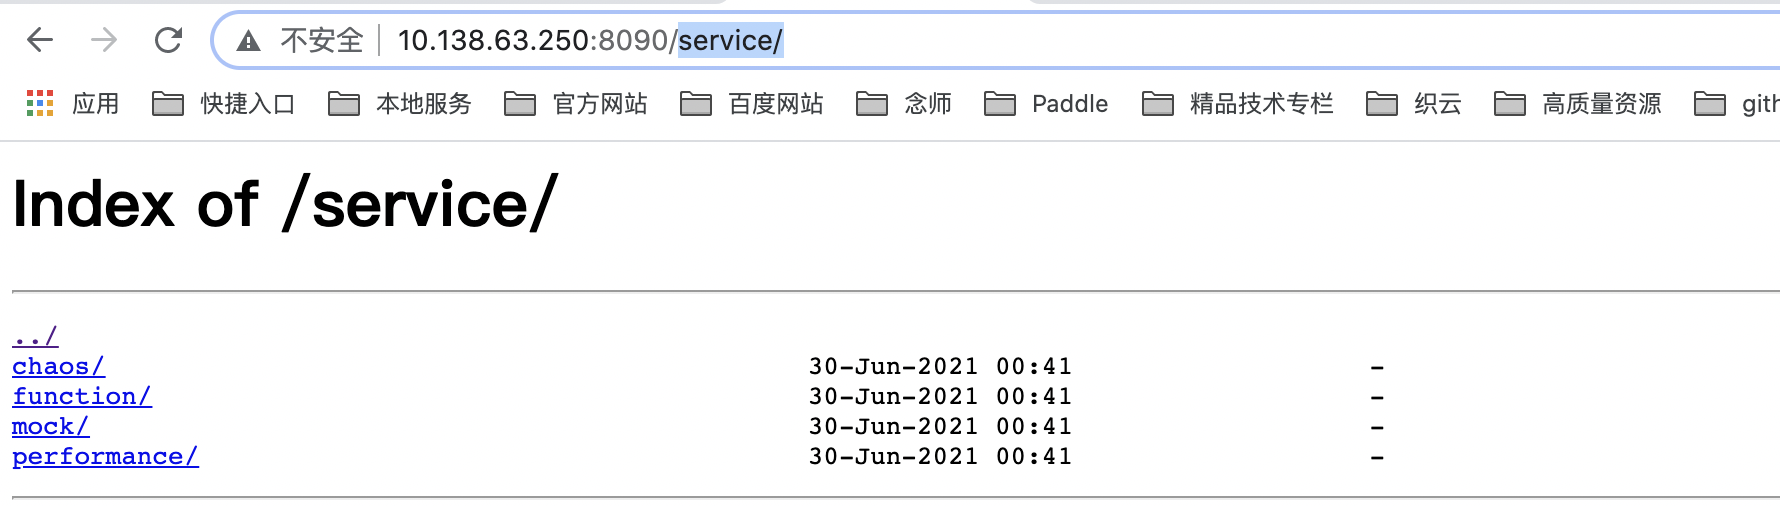 不安全 10.138.63.250:8090/service/
应用 快捷入口 本地服务 官方网站 百度网站 念师 Paddle 精品技术专栏 织云 高质量资源 gith
Index of /service/
../
chaos/ 30-Jun-2021 00:41 -
function/ 30-Jun-2021 00:41 -
mock/ 30-Jun-2021 00:41 -
performance/ 30-Jun-2021 00:41 -